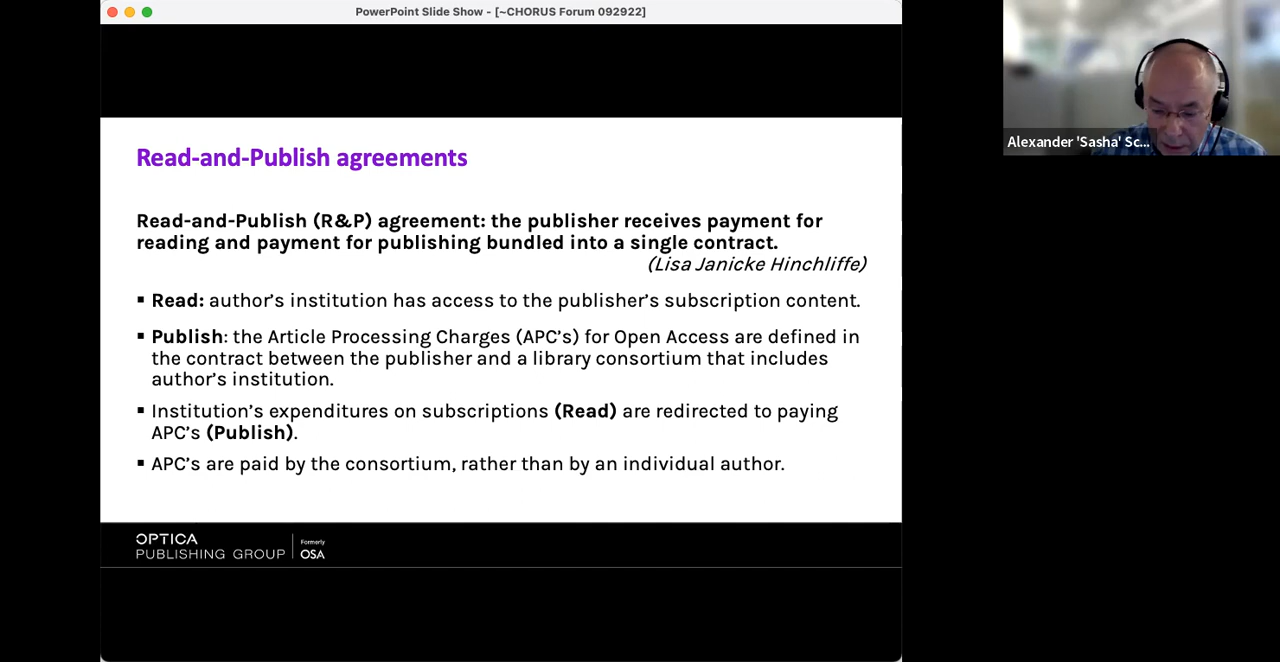 PowerPoint Slide Show - [~CHORUS Forum 092922]
Read-and-Publish agreements
Read-and-Publish (R&P) agreement: the publisher receives payment for
reading and payment for publishing bundled into a single contract.
(Lisa Janicke Hinchliffe)
▪ Read: author’s institution has access to the publisher’s subscription content.
▪ Publish: the Article Processing Charges (APC’s) for Open Access are defined in
the contract between the publisher and a library consortium that includes
author’s institution.
▪ Institution’s expenditures on subscriptions (Read) are redirected to paying
APC’s (Publish).
▪ APC’s are paid by the consortium, rather than by an individual author.
OPTICA
PUBLISHING GROUP
Formerly
OSA
Alexander 'Sasha' Sc...